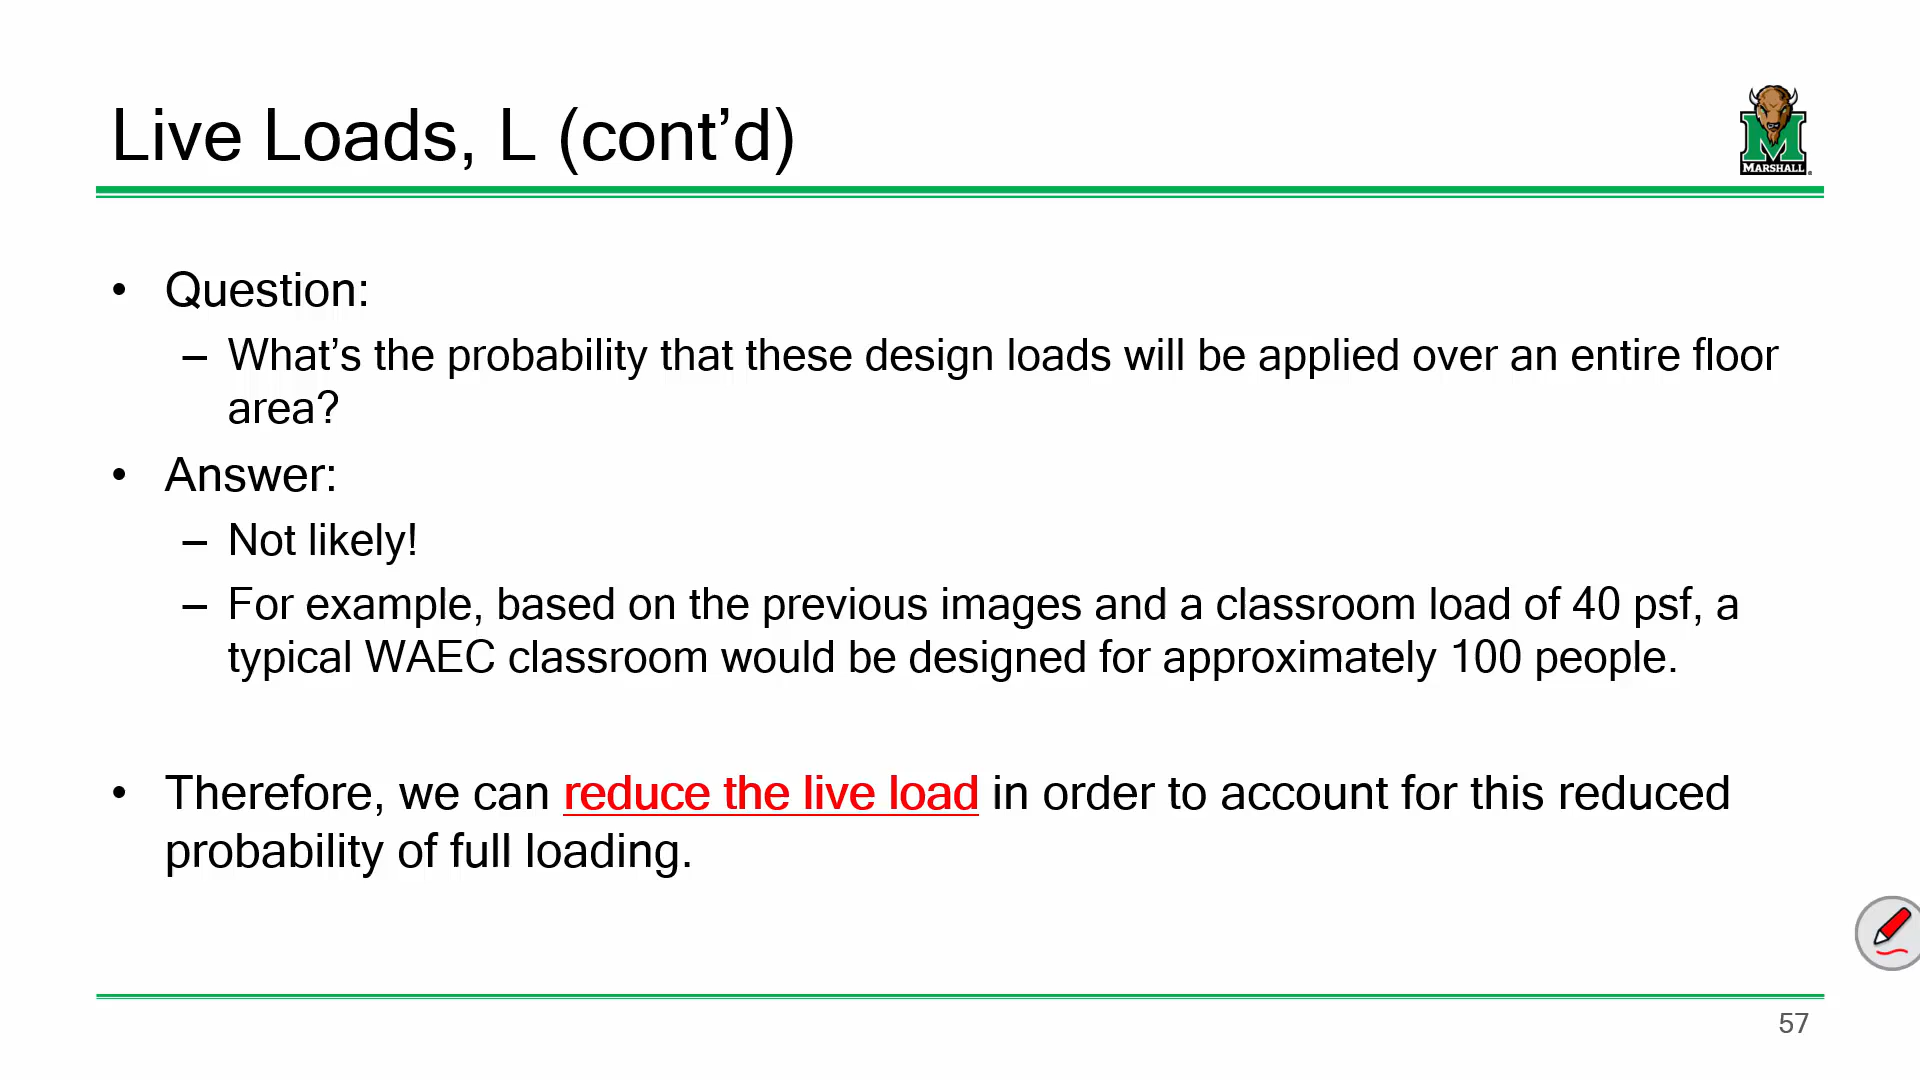 Live Loads, L (cont’d)
MARSHALL
• Question:
– What’s the probability that these design loads will be applied over an entire floor
area?
• Answer:
– Not likely!
– For example, based on the previous images and a classroom load of 40 psf, a
typical WAEC classroom would be designed for approximately 100 people.
• Therefore, we can reduce the live load in order to account for this reduced
probability of full loading.
57